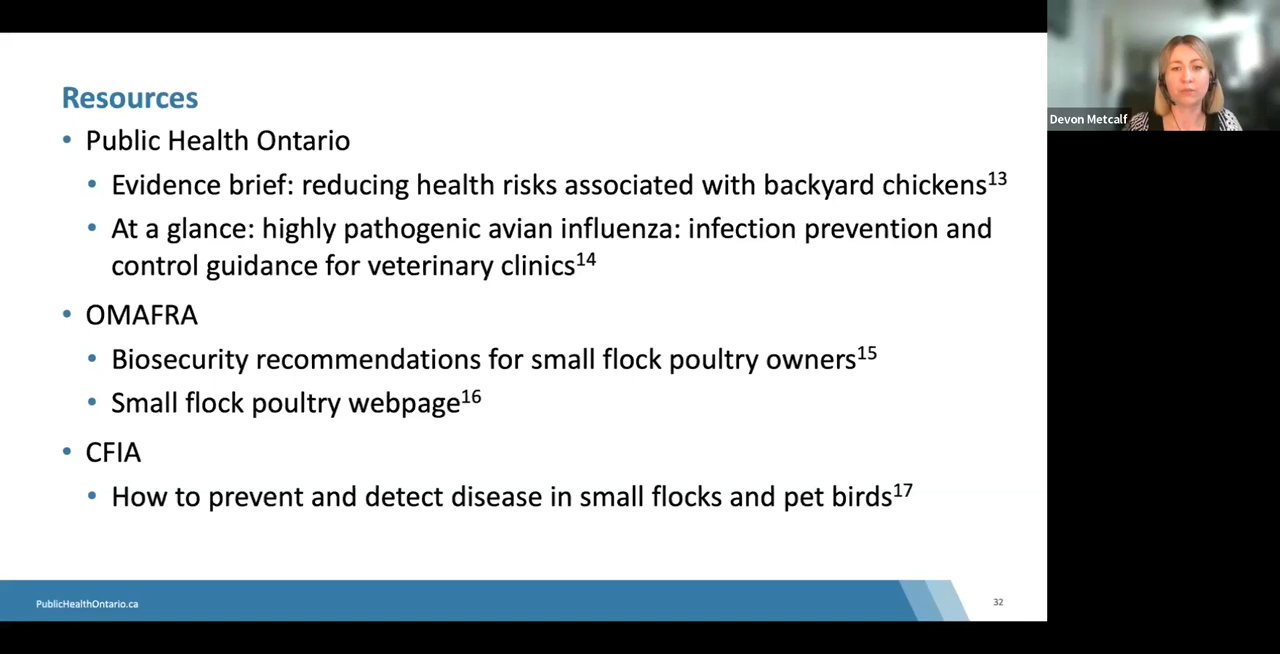 Resources
• Public Health Ontario
• Evidence brief: reducing health risks associated with backyard chickens13
• At a glance: highly pathogenic avian influenza: infection prevention and
control guidance for veterinary clinics14
• OMAFRA
• Biosecurity recommendations for small flock poultry owners15
• Small flock poultry webpage16
• CFIA
• How to prevent and detect disease in small flocks and pet birds17
PublicHealthOntario.ca
32
Devon Metcalf